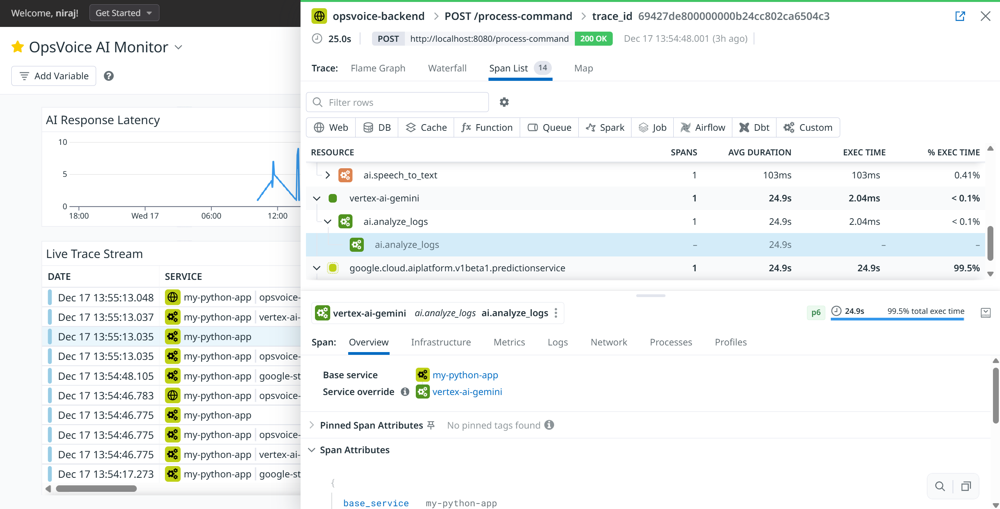 Welcome, niraj!
Get Started
OpsVoice AI Monitor
Add Variable
AI Response Latency
10
5
0
18:00 Wed 17 06:00 12:00
Live Trace Stream
DATE SERVICE
Dec 17 13:55:13.048 my-python-app opsvoice-
Dec 17 13:55:13.037 my-python-app vertex-ai-
Dec 17 13:55:13.035 my-python-app
Dec 17 13:55:13.035 my-python-app opsvoice-
Dec 17 13:54:48.105 my-python-app google-st
Dec 17 13:54:46.783 my-python-app opsvoice-
Dec 17 13:54:46.775 my-python-app
Dec 17 13:54:46.775 my-python-app opsvoice-
Dec 17 13:54:46.775 my-python-app vertex-ai-
Dec 17 13:54:17.273 my-python-app google-st
opsvoice-backend > POST /process-command > trace_id 69427de800000000b24cc802ca6504c3
25.0s POST http://localhost:8080/process-command 200 OK Dec 17 13:54:48.001 (3h ago)
Trace: Flame Graph Waterfall Span List 14 Map
Filter rows
Web DB Cache Function Queue Spark Job Airflow Dbt Custom
RESOURCE SPANS AVG DURATION EXEC TIME % EXEC TIME
ai.speech_to_text 1 103ms 103ms 0.41%
vertex-ai-gemini 1 24.9s 2.04ms < 0.1%
ai.analyze_logs 1 24.9s 2.04ms < 0.1%
ai.analyze_logs – 24.9s – –
google.cloud.aiplatform.v1beta1.predictionservice 1 24.9s 24.9s 99.5%
vertex-ai-gemini ai.analyze_logs ai.analyze_logs
p6 24.9s 99.5% total exec time
Span: Overview Infrastructure Metrics Logs Network Processes Profiles
Base service my-python-app
Service override vertex-ai-gemini
Pinned Span Attributes No pinned tags found
Span Attributes
{
base_service my-python-app